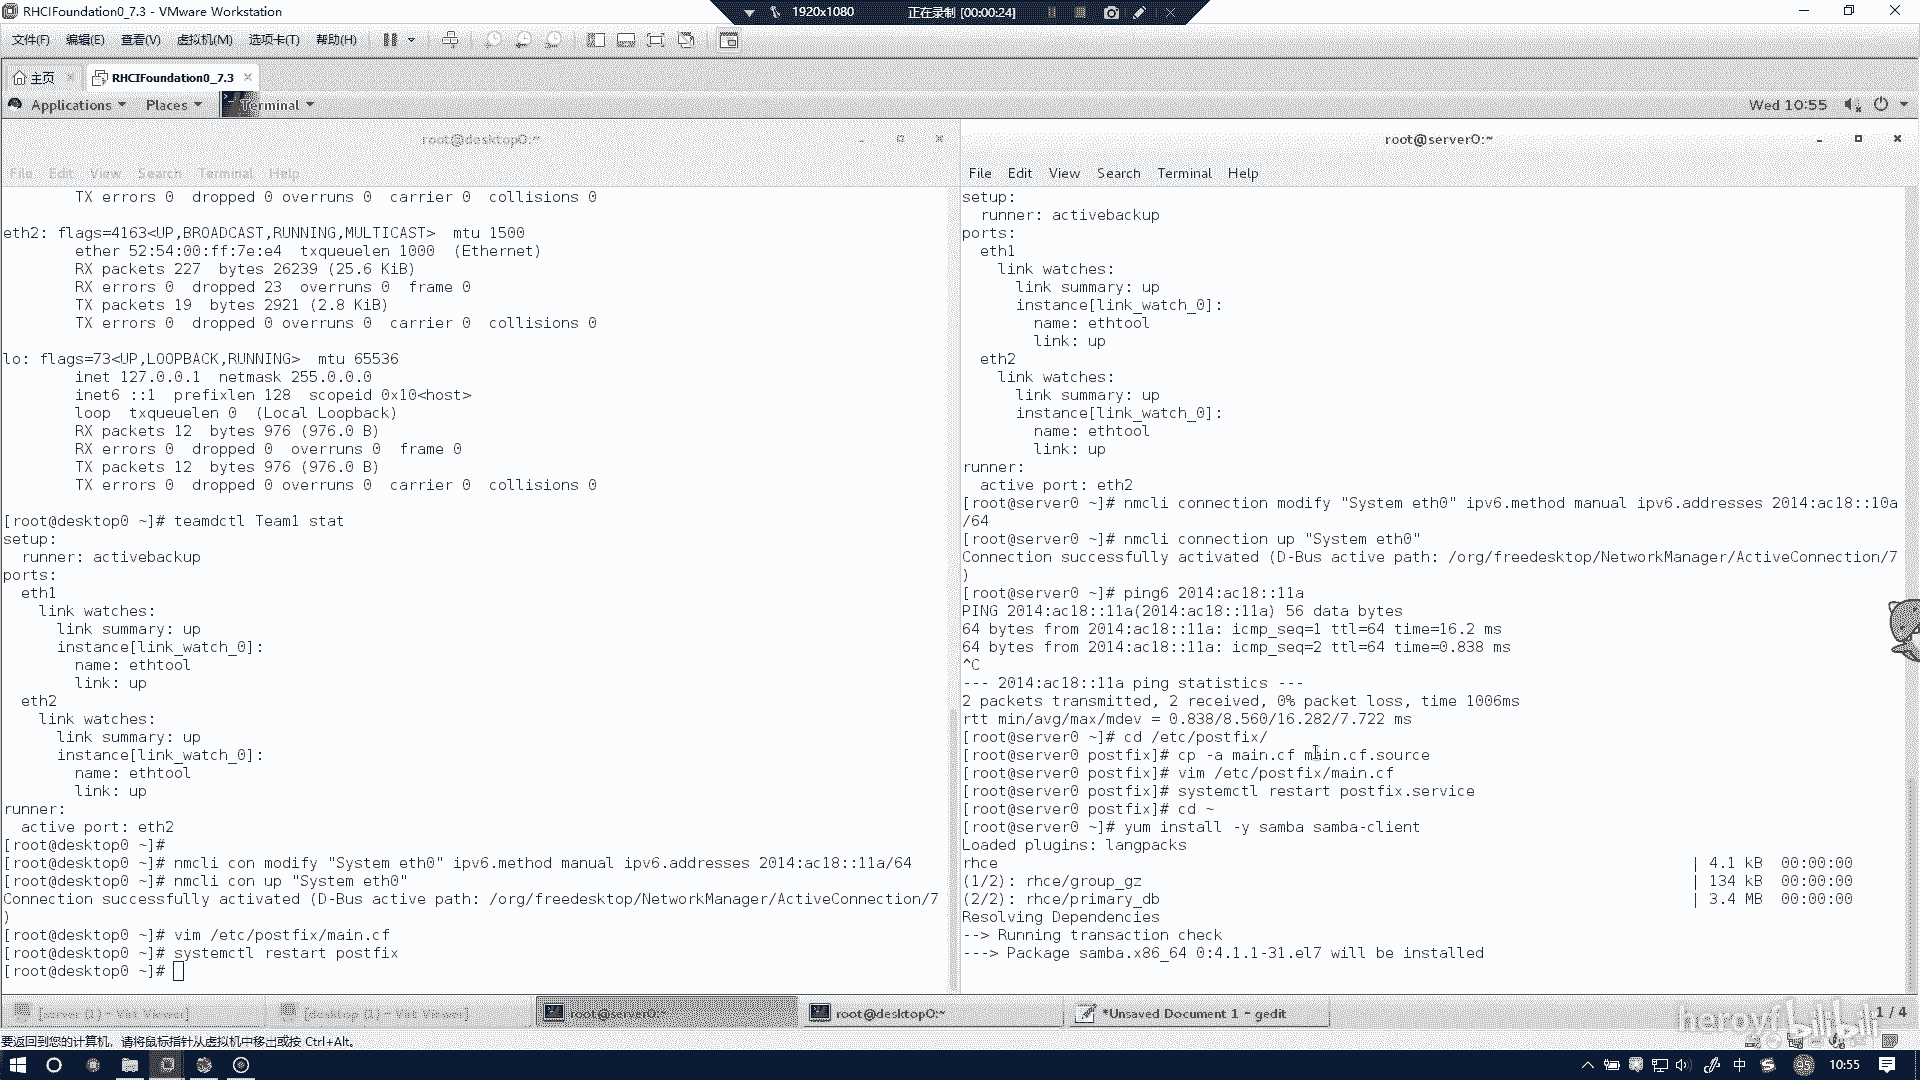 RHCIFoundation0_7.3 - VMware Workstation
1920x1080
正在录制 [00:00:24]
文件(F) 编辑(E) 查看(V) 虚拟机(M) 选项卡(T) 帮助(H)
主页 RHCIFoundation0_7.3
Applications Places Terminal
Wed 10:55
root@desktop0:~
File Edit View Search Terminal Help
        TX errors 0  dropped 0 overruns 0  carrier 0  collisions 0
eth2: flags=4163<UP,BROADCAST,RUNNING,MULTICAST>  mtu 1500
        ether 52:54:00:ff:7e:e4  txqueuelen 1000  (Ethernet)
        RX packets 227  bytes 26239 (25.6 KiB)
        RX errors 0  dropped 23  overruns 0  frame 0
        TX packets 19  bytes 2921 (2.8 KiB)
        TX errors 0  dropped 0 overruns 0  carrier 0  collisions 0
lo: flags=73<UP,LOOPBACK,RUNNING>  mtu 65536
        inet 127.0.0.1  netmask 255.0.0.0
        inet6 ::1  prefixlen 128  scopeid 0x10<host>
        loop  txqueuelen 0  (Local Loopback)
        RX packets 12  bytes 976 (976.0 B)
        RX errors 0  dropped 0  overruns 0  frame 0
        TX packets 12  bytes 976 (976.0 B)
        TX errors 0  dropped 0 overruns 0  carrier 0  collisions 0
[root@desktop0 ~]# teamdctl Team1 stat
setup:
  runner: activebackup
ports:
  eth1
    link watches:
      link summary: up
      instance[link_watch_0]:
        name: ethtool
        link: up
  eth2
    link watches:
      link summary: up
      instance[link_watch_0]:
        name: ethtool
        link: up
runner:
  active port: eth2
[root@desktop0 ~]#
[root@desktop0 ~]# nmcli con modify "System eth0" ipv6.method manual ipv6.addresses 2014:ac18::11a/64
[root@desktop0 ~]# nmcli con up "System eth0"
Connection successfully activated (D-Bus active path: /org/freedesktop/NetworkManager/ActiveConnection/7
)
[root@desktop0 ~]# vim /etc/postfix/main.cf
[root@desktop0 ~]# systemctl restart postfix
[root@desktop0 ~]#
root@server0:~
File Edit View Search Terminal Help
setup:
  runner: activebackup
ports:
  eth1
    link watches:
      link summary: up
      instance[link_watch_0]:
        name: ethtool
        link: up
  eth2
    link watches:
      link summary: up
      instance[link_watch_0]:
        name: ethtool
        link: up
runner:
  active port: eth2
[root@server0 ~]# nmcli connection modify "System eth0" ipv6.method manual ipv6.addresses 2014:ac18::10a
/64
[root@server0 ~]# nmcli connection up "System eth0"
Connection successfully activated (D-Bus active path: /org/freedesktop/NetworkManager/ActiveConnection/7
)
[root@server0 ~]# ping6 2014:ac18::11a
PING 2014:ac18::11a(2014:ac18::11a) 56 data bytes
64 bytes from 2014:ac18::11a: icmp_seq=1 ttl=64 time=16.2 ms
64 bytes from 2014:ac18::11a: icmp_seq=2 ttl=64 time=0.838 ms
^C
--- 2014:ac18::11a ping statistics ---
2 packets transmitted, 2 received, 0% packet loss, time 1006ms
rtt min/avg/max/mdev = 0.838/8.560/16.282/7.722 ms
[root@server0 ~]# cd /etc/postfix/
[root@server0 postfix]# cp -a main.cf main.cf.source
[root@server0 postfix]# vim /etc/postfix/main.cf
[root@server0 postfix]# systemctl restart postfix.service
[root@server0 postfix]# cd ~
[root@server0 ~]# yum install -y samba samba-client
Loaded plugins: langpacks
rhce | 4.1 kB  00:00:00
(1/2): rhce/group_gz | 134 kB  00:00:00
(2/2): rhce/primary_db | 3.4 MB  00:00:00
Resolving Dependencies
--> Running transaction check
---> Package samba.x86_64 0:4.1.1-31.el7 will be installed
[server (1) - Virt Viewer] [desktop (1) - Virt Viewer] root@server0:~ root@desktop0:~ *Unsaved Document 1 - gedit 1 / 4
heroyf bilibili
要返回到您的计算机，请将鼠标指针从虚拟机中移出或按 Ctrl+Alt。
中 95 10:55